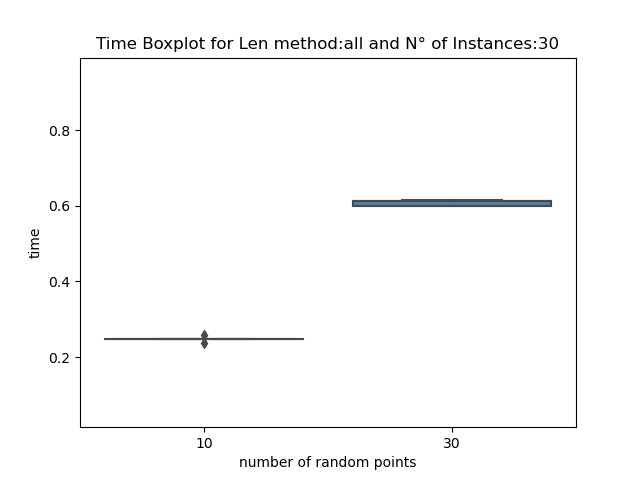 Time Boxplot for Len method:all and N° of Instances:30
time
0.8
0.6
0.4
0.2
10
30
number of random points